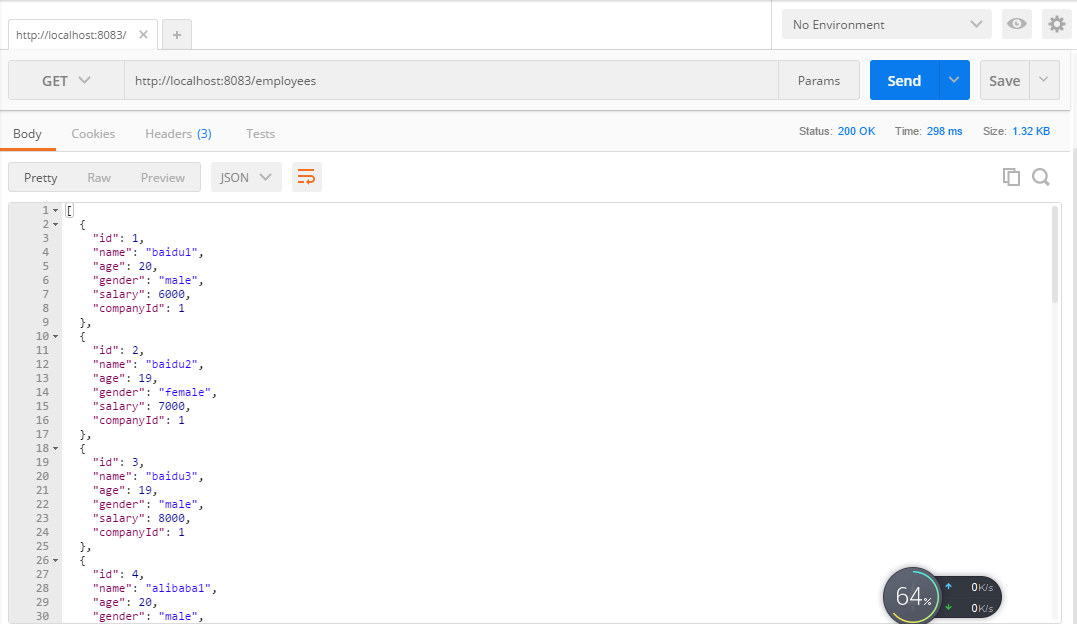 http://localhost:8083/
No Environment
GET http://localhost:8083/employees Params Send Save
Body Cookies Headers (3) Tests Status: 200 OK Time: 298 ms Size: 1.32 KB
Pretty Raw Preview JSON
1 [
2 {
3 "id": 1,
4 "name": "baidu1",
5 "age": 20,
6 "gender": "male",
7 "salary": 6000,
8 "companyId": 1
9 },
10 {
11 "id": 2,
12 "name": "baidu2",
13 "age": 19,
14 "gender": "female",
15 "salary": 7000,
16 "companyId": 1
17 },
18 {
19 "id": 3,
20 "name": "baidu3",
21 "age": 19,
22 "gender": "male",
23 "salary": 8000,
24 "companyId": 1
25 },
26 {
27 "id": 4,
28 "name": "alibaba1",
29 "age": 20,
30 "gender": "male",
64%
0K/s
0K/s